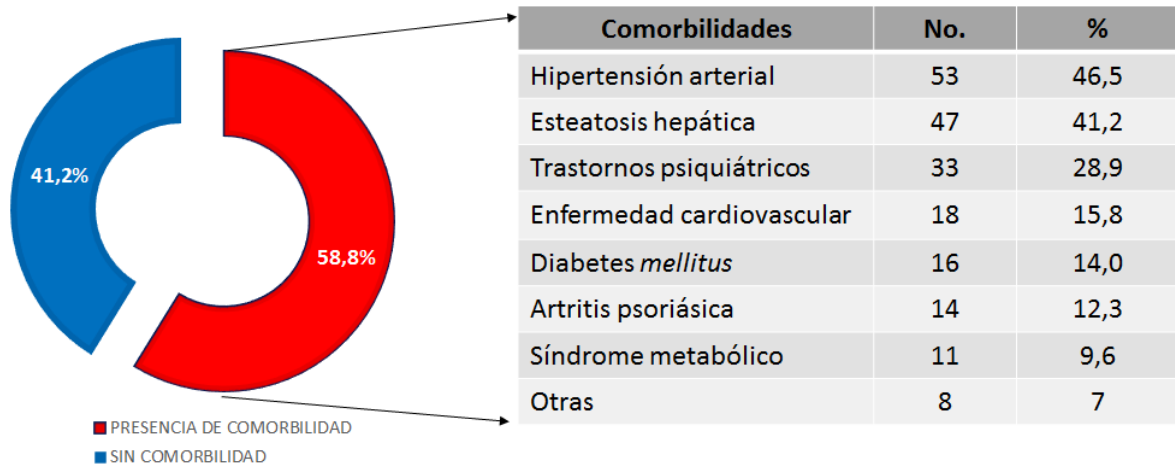 41,2%
58,8%
PRESENCIA DE COMORBILIDAD
SIN COMORBILIDAD
Comorbilidades No. %
Hipertensión arterial 53 46,5
Esteatosis hepática 47 41,2
Trastornos psiquiátricos 33 28,9
Enfermedad cardiovascular 18 15,8
Diabetes mellitus 16 14,0
Artritis psoriásica 14 12,3
Síndrome metabólico 11 9,6
Otras 8 7